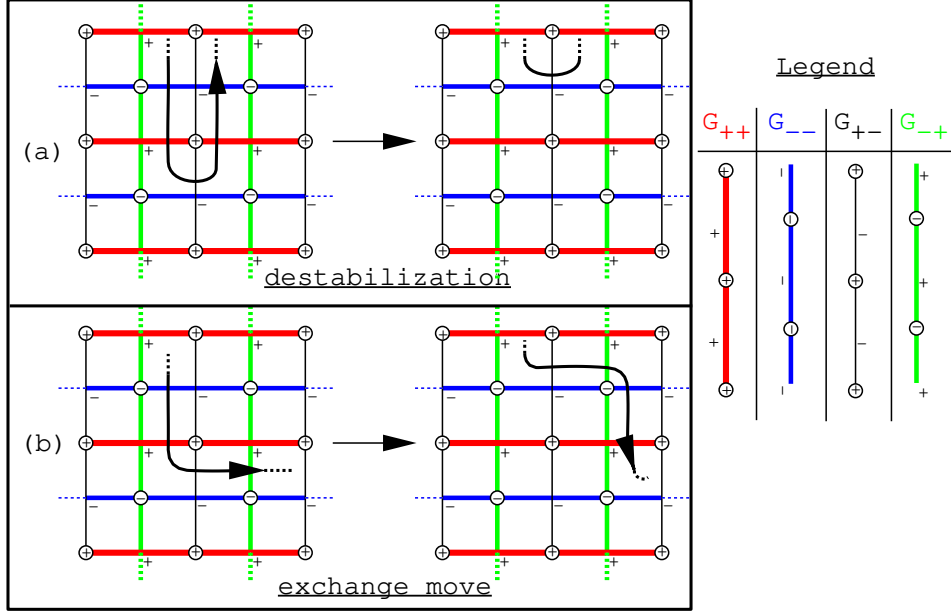 (a)
destabilization
(b)
exchange move
Legend
G++ G-- G+- G-+